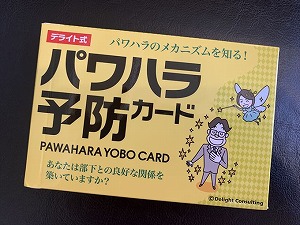 デライト式
パワハラのメカニズムを知る！
パワハラ
予防カード
PAWAHARA YOBO CARD
あなたは部下との良好な関係を
築いていますか？
©Delight Consulting